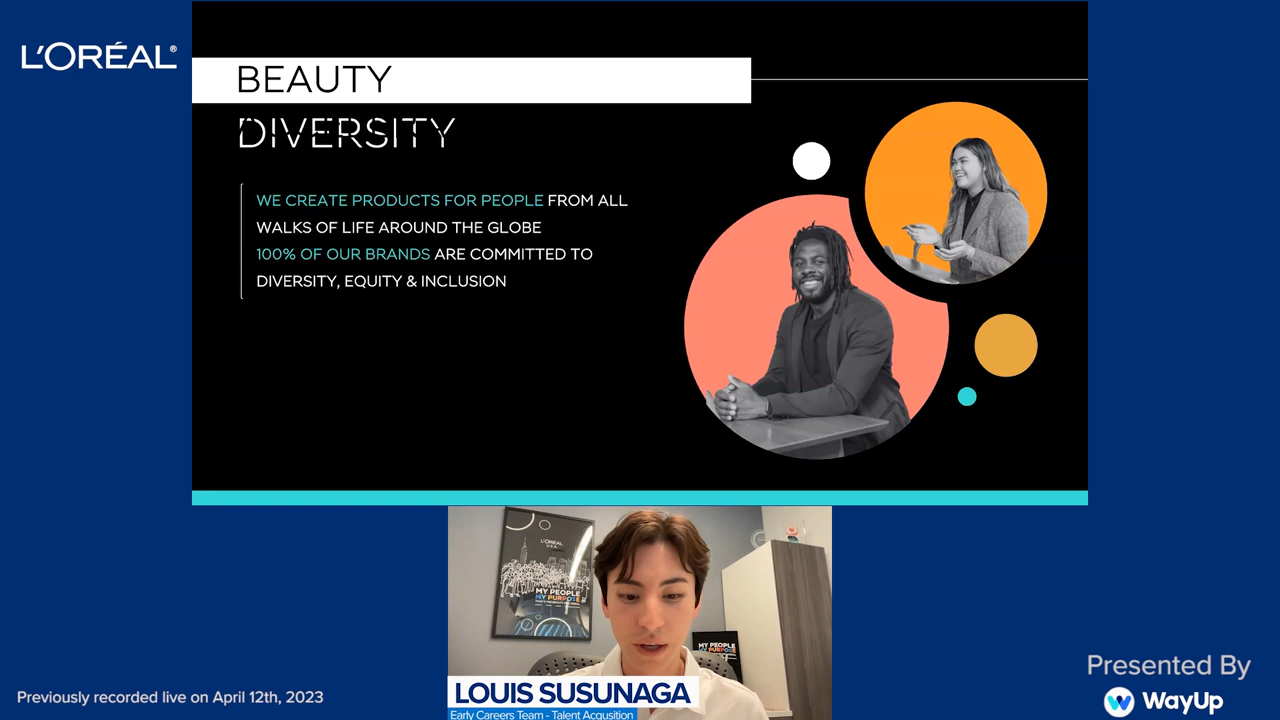 L'ORÉAL®
BEAUTY
DIVERSITY
WE CREATE PRODUCTS FOR PEOPLE FROM ALL
WALKS OF LIFE AROUND THE GLOBE
100% OF OUR BRANDS ARE COMMITTED TO
DIVERSITY, EQUITY & INCLUSION
L'ORÉAL
USA
MY PEOPLE
MY PURPOSE
MY PEOPLE
MY PURPOSE
LOUIS SUSUNAGA
Early Careers Team - Talent Acqusition
Previously recorded live on April 12th, 2023
Presented By
WayUp